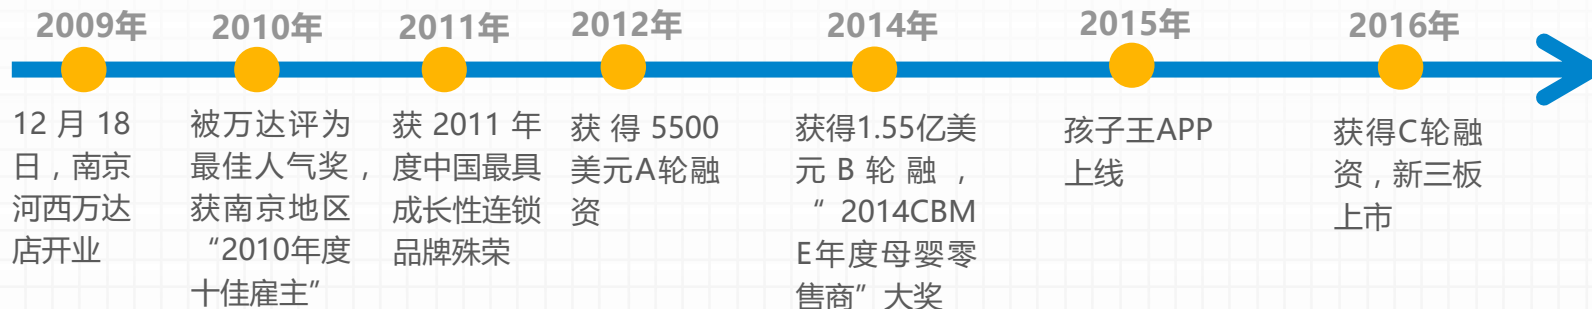 2009年
12 月 18
日，南京
河西万达
店开业
2010年
被万达评为
最佳人气奖，
获南京地区
“2010年度
十佳雇主”
2011年
获 2011 年
度中国最具
成长性连锁
品牌殊荣
2012年
获 得 5500
美元A轮融
资
2014年
获得1.55亿美
元 B 轮 融 ，
“ 2014CBM
E年度母婴零
售商”大奖
2015年
孩子王APP
上线
2016年
获得C轮融
资，新三板
上市